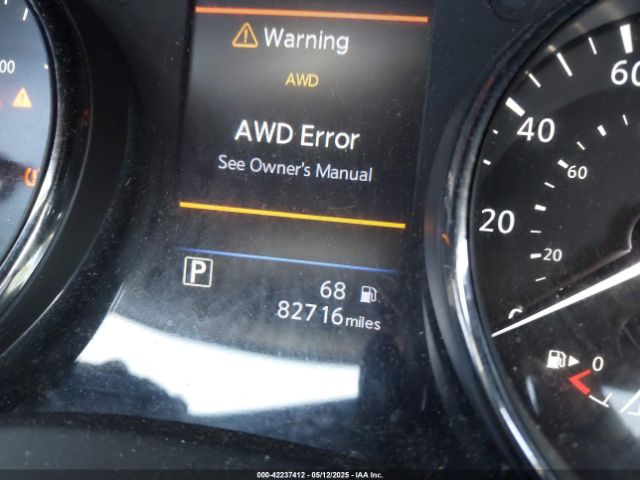 Warning
AWD
AWD Error
See Owner's Manual
P
68
82716 miles
00
60
40
60
20
20
0
000-42237412 - 05/12/2025 - IAA Inc.